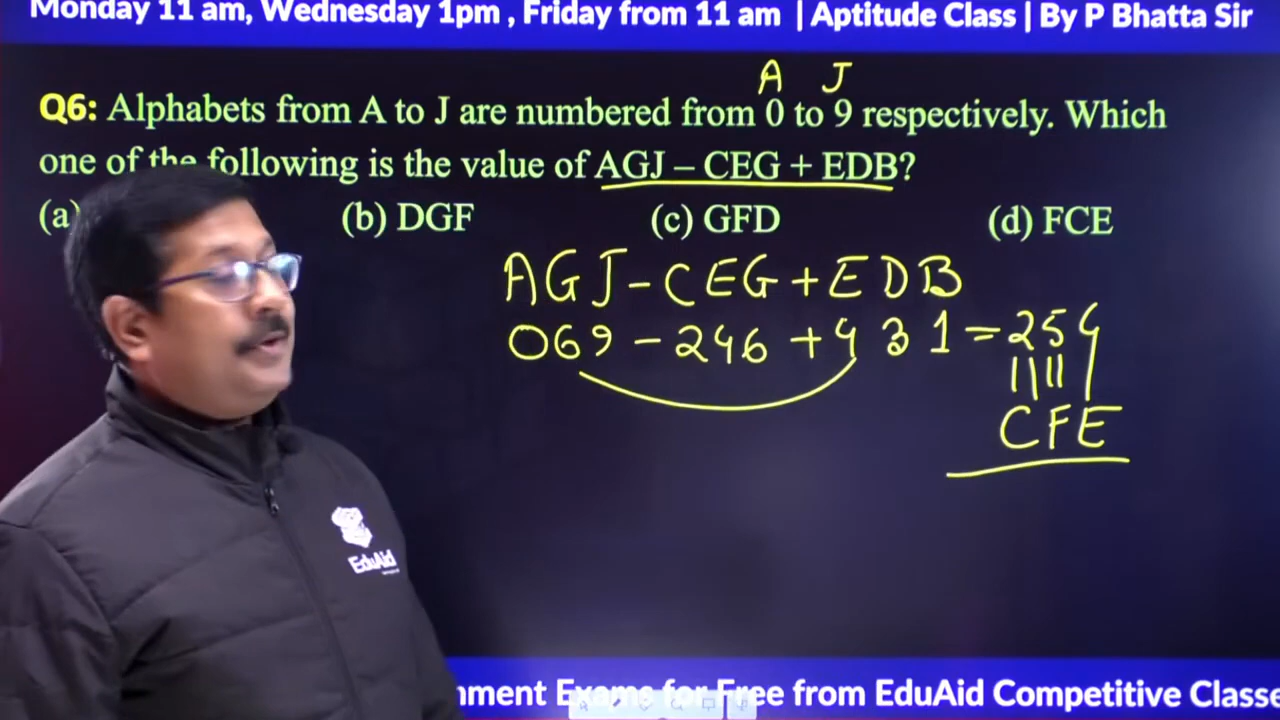 Monday 11 am, Wednesday 1pm , Friday from 11 am | Aptitude Class | By P Bhatta Sir
A J
Q6: Alphabets from A to J are numbered from 0 to 9 respectively. Which
one of the following is the value of AGJ – CEG + EDB?
(a) (b) DGF (c) GFD (d) FCE
AGJ-CEG+EDB
069-246+431=254
CFE
EduAid
Exams for Free from EduAid Competitive